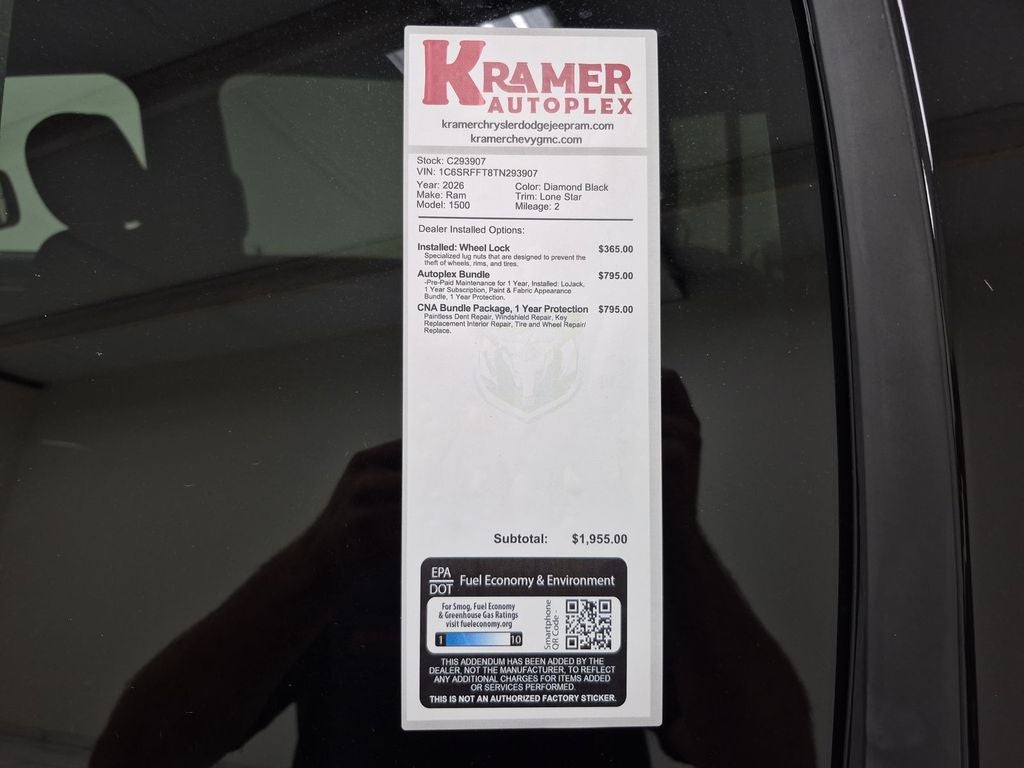 KRAMER
AUTOPLEX
kramerchryslerdodgejeepram.com
kramerchevygmc.com
Stock: C293907
VIN: 1C6SRFFT8TN293907
Year: 2026 Color: Diamond Black
Make: Ram Trim: Lone Star
Model: 1500 Mileage: 2
Dealer Installed Options:
Installed: Wheel Lock $365.00
Specialized lug nuts that are designed to prevent the
theft of wheels, rims, and tires.
Autoplex Bundle $795.00
-Pre-Paid Maintenance for 1 Year, Installed: LoJack,
1 Year Subscription, Paint & Fabric Appearance
Bundle, 1 Year Protection.
CNA Bundle Package, 1 Year Protection $795.00
Paintless Dent Repair, Windshield Repair, Key
Replacement Interior Repair, Tire and Wheel Repair/
Replace.
Subtotal: $1,955.00
EPA
DOT Fuel Economy & Environment
For Smog, Fuel Economy
& Greenhouse Gas Ratings
visit fueleconomy.org
1 10
Smartphone
QR Code -
THIS ADDENDUM HAS BEEN ADDED BY THE
DEALER, NOT THE MANUFACTURER, TO REFLECT
ANY ADDITIONAL CHARGES FOR ITEMS ADDED
OR SERVICES PERFORMED.
THIS IS NOT AN AUTHORIZED FACTORY STICKER.